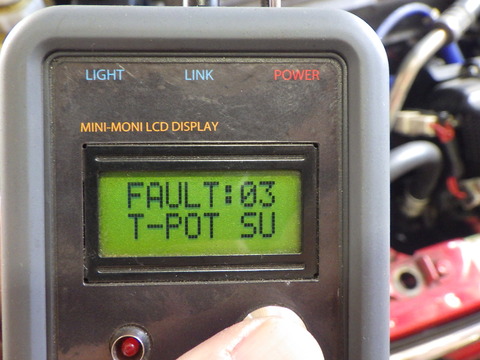 LIGHT LINK POWER
MINI-MONI LCD DISPLAY
FAULT:03
T-POT SU